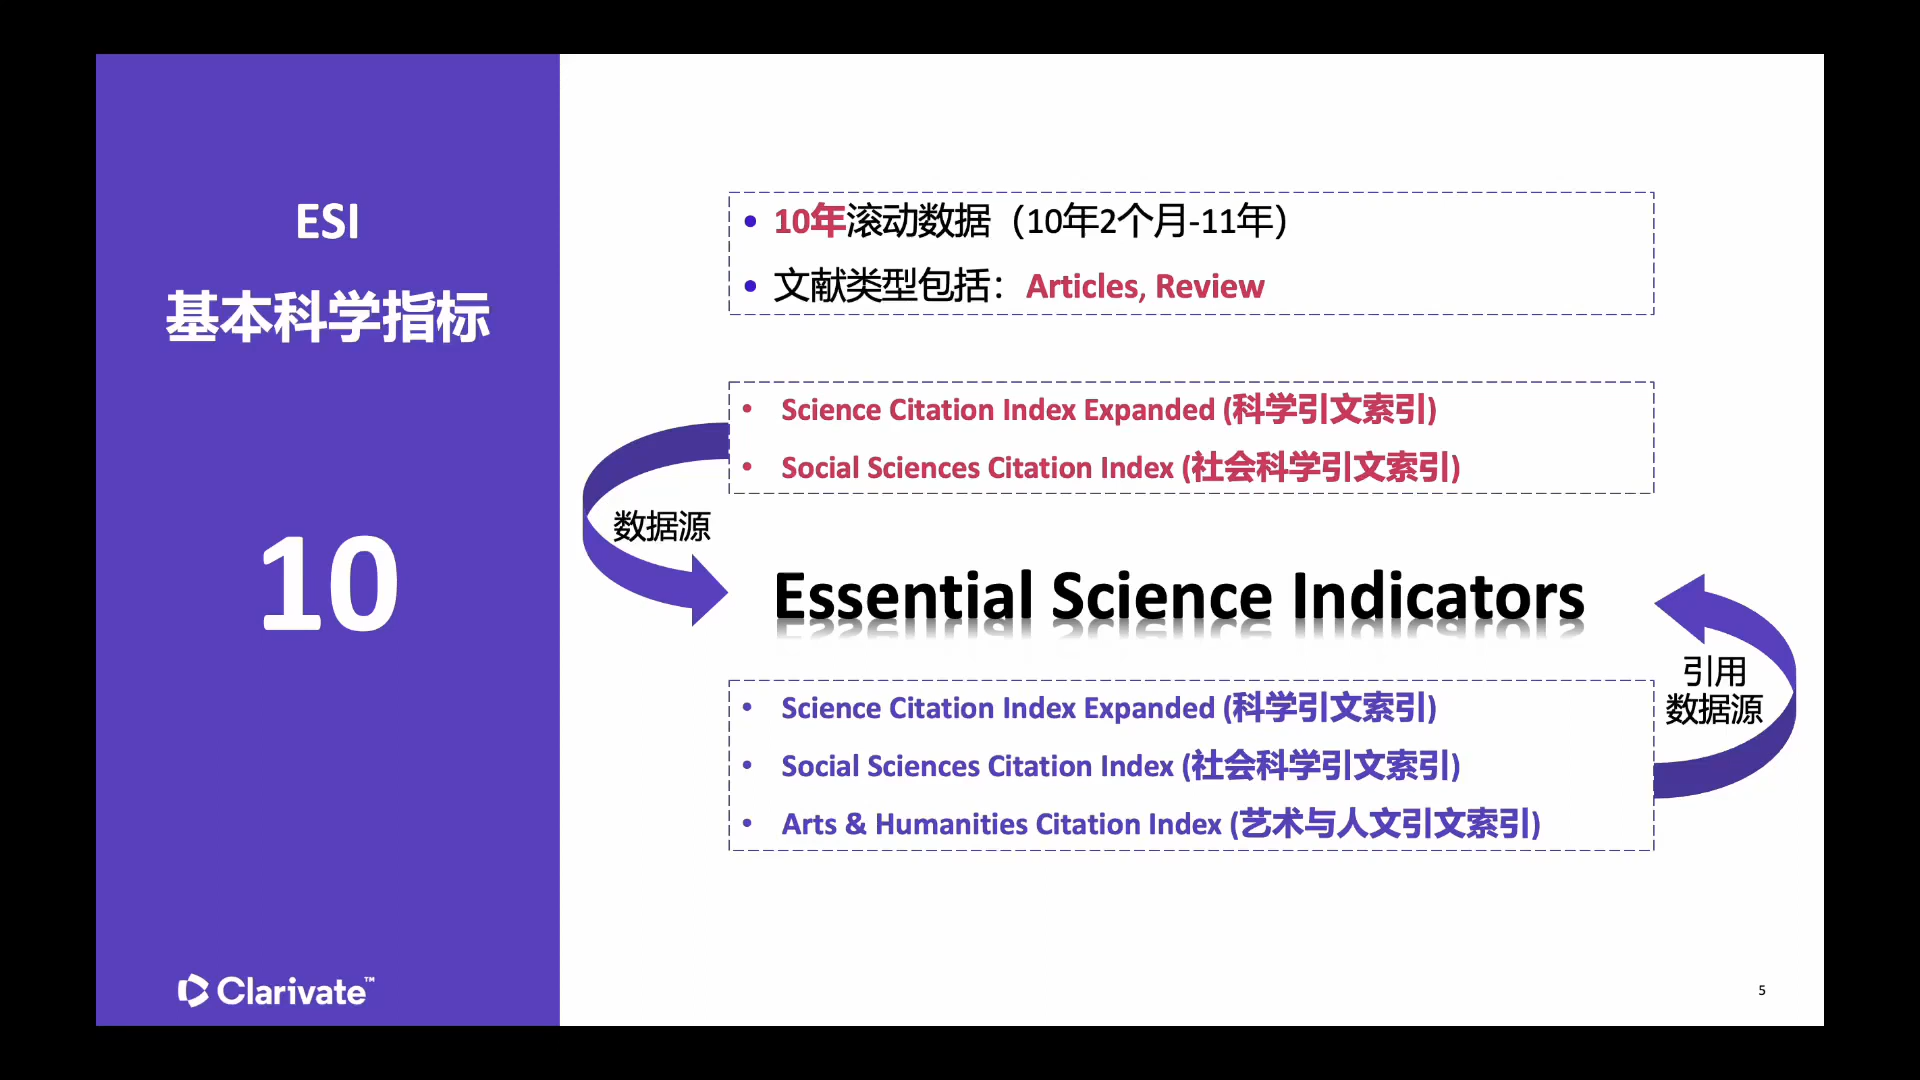 ESI
基本科学指标
10
Clarivate™
• 10年滚动数据（10年2个月-11年）
• 文献类型包括：Articles, Review
• Science Citation Index Expanded (科学引文索引)
• Social Sciences Citation Index (社会科学引文索引)
数据源
Essential Science Indicators
引用
数据源
• Science Citation Index Expanded (科学引文索引)
• Social Sciences Citation Index (社会科学引文索引)
• Arts & Humanities Citation Index (艺术与人文引文索引)
5